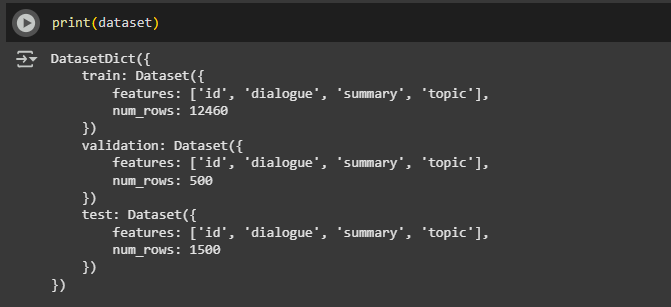 print(dataset)
DatasetDict({
    train: Dataset({
        features: ['id', 'dialogue', 'summary', 'topic'],
        num_rows: 12460
    })
    validation: Dataset({
        features: ['id', 'dialogue', 'summary', 'topic'],
        num_rows: 500
    })
    test: Dataset({
        features: ['id', 'dialogue', 'summary', 'topic'],
        num_rows: 1500
    })
})